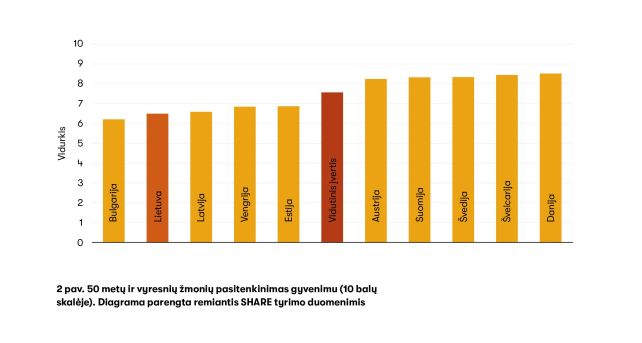 10
9
8
7
6
5
4
3
2
1
0
Vidurkis
Bulgarija
Lietuva
Latvija
Vengrija
Estija
Vidutinis įvertis
Austrija
Suomija
Švedija
Šveicarija
Danija
2 pav. 50 metų ir vyresnių žmonių pasitenkinimas gyvenimu (10 balų
skalėje). Diagrama parengta remiantis SHARE tyrimo duomenimis